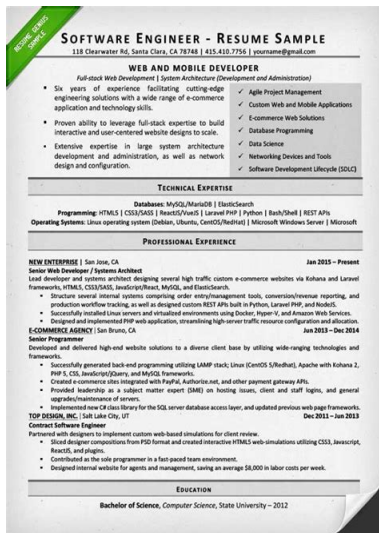 RESUME GENIUS
SAMPLE
SOFTWARE ENGINEER - RESUME SAMPLE
118 Clearwater Rd, Santa Clara, CA 78748 | 415.410.7756 | yourname@gmail.com
WEB AND MOBILE DEVELOPER
Full-stack Web Development | System Architecture (Development and Administration)
▪ Six years of experience facilitating cutting-edge
engineering solutions with a wide range of e-commerce
application and technology skills.
▪ Proven ability to leverage full-stack expertise to build
interactive and user-centered website designs to scale.
▪ Extensive expertise in large system architecture
development and administration, as well as network
design and configuration.
✓ Agile Project Management
✓ Custom Web and Mobile Applications
✓ E-commerce Web Solutions
✓ Database Programming
✓ Data Science
✓ Networking Devices and Tools
✓ Software Development Lifecycle (SDLC)
TECHNICAL EXPERTISE
Databases: MySQL/MariaDB | ElasticSearch
Programming: HTML5 | CSS3/SASS | ReactJS/VueJS | Laravel PHP | Python | Bash/Shell | REST APIs
Operating Systems: Linux operating system (Debian, Ubuntu, CentOS/RedHat) | Microsoft Windows Server | Microsoft
PROFESSIONAL EXPERIENCE
NEW ENTERPRISE | San Jose, CA Jan 2015 – Present
Senior Web Developer / Systems Architect
Lead developer and systems architect designing several high traffic custom e-commerce websites via Kohana and Laravel
frameworks, HTML5, CSS3/SASS, JavaScript/React, MySQL and ElasticSearch.
▪ Structure several internal systems comprising order entry/management tools, conversion/revenue reporting, and
production workflow tracking, as well as designed custom REST APIs built in Python, Laravel PHP, and NodeJS.
▪ Successfully installed Linux servers and virtualized environments using Docker, Hyper-V, and Amazon Web Services.
▪ Designed and implemented PHP web application, streamlining high-server traffic resource configuration and allocation.
E-COMMERCE AGENCY | San Bruno, CA Jun 2013 – Dec 2014
Senior Programmer
Developed and delivered high-end website solutions to a diverse client base by utilizing wide-ranging technologies and
frameworks.
▪ Successfully generated back-end programming utilizing LAMP stack; Linux (CentOS 5/Redhat), Apache with Kohana 2,
PHP 5, CSS, JavaScript/jQuery, and MySQL frameworks.
▪ Created e-commerce sites integrated with PayPal, Authorize.net, and other payment gateway APIs.
▪ Provided leadership as a subject matter expert (SME) on hosting issues, client and staff logins, and general
upgrades/maintenance of servers.
▪ Implemented new C# class library for the SQL server database access layer, and updated previous web page frameworks.
TOP DESIGN, INC. | Salt Lake City, UT Dec 2011 – Jun 2013
Contract Software Engineer
Partnered with designers to implement custom web-based simulations for client review.
▪ Sliced designer compositions from PSD format and created interactive HTML5 web-simulations utilizing CSS3, Javascript,
ReactJS, and plugins.
▪ Contributed as the sole programmer in a fast-paced team environment.
▪ Designed internal website for agents and management, saving an average $8,000 in labor costs per week.
EDUCATION
Bachelor of Science, Computer Science, State University – 2012